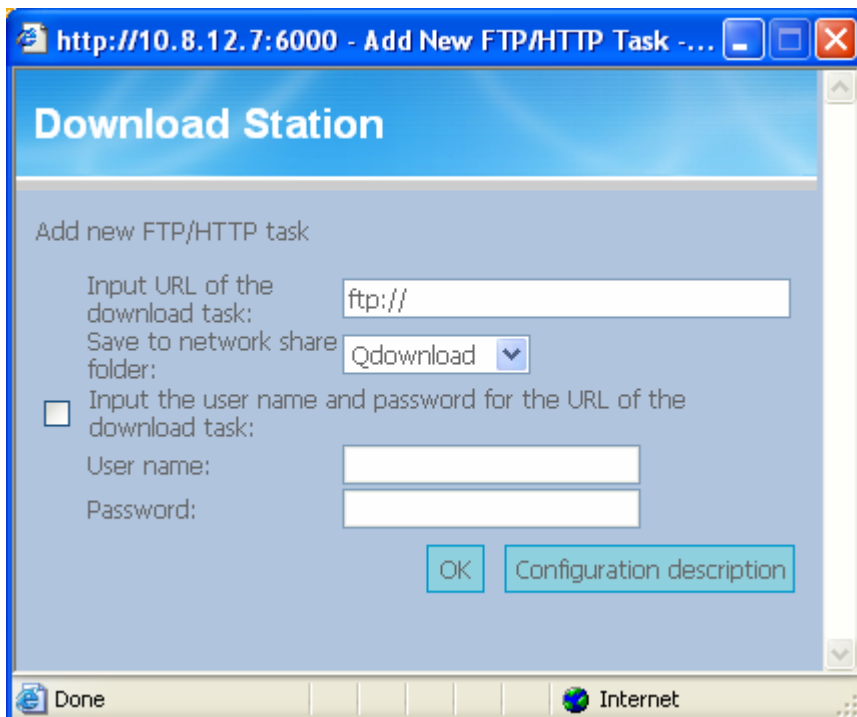 http://10.8.12.7:6000 - Add New FTP/HTTP Task -...
Download Station
Add new FTP/HTTP task
Input URL of the
download task:
ftp://
Save to network share
folder:
Qdownload
Input the user name and password for the URL of the
download task:
User name:
Password:
OK
Configuration description
Done
Internet